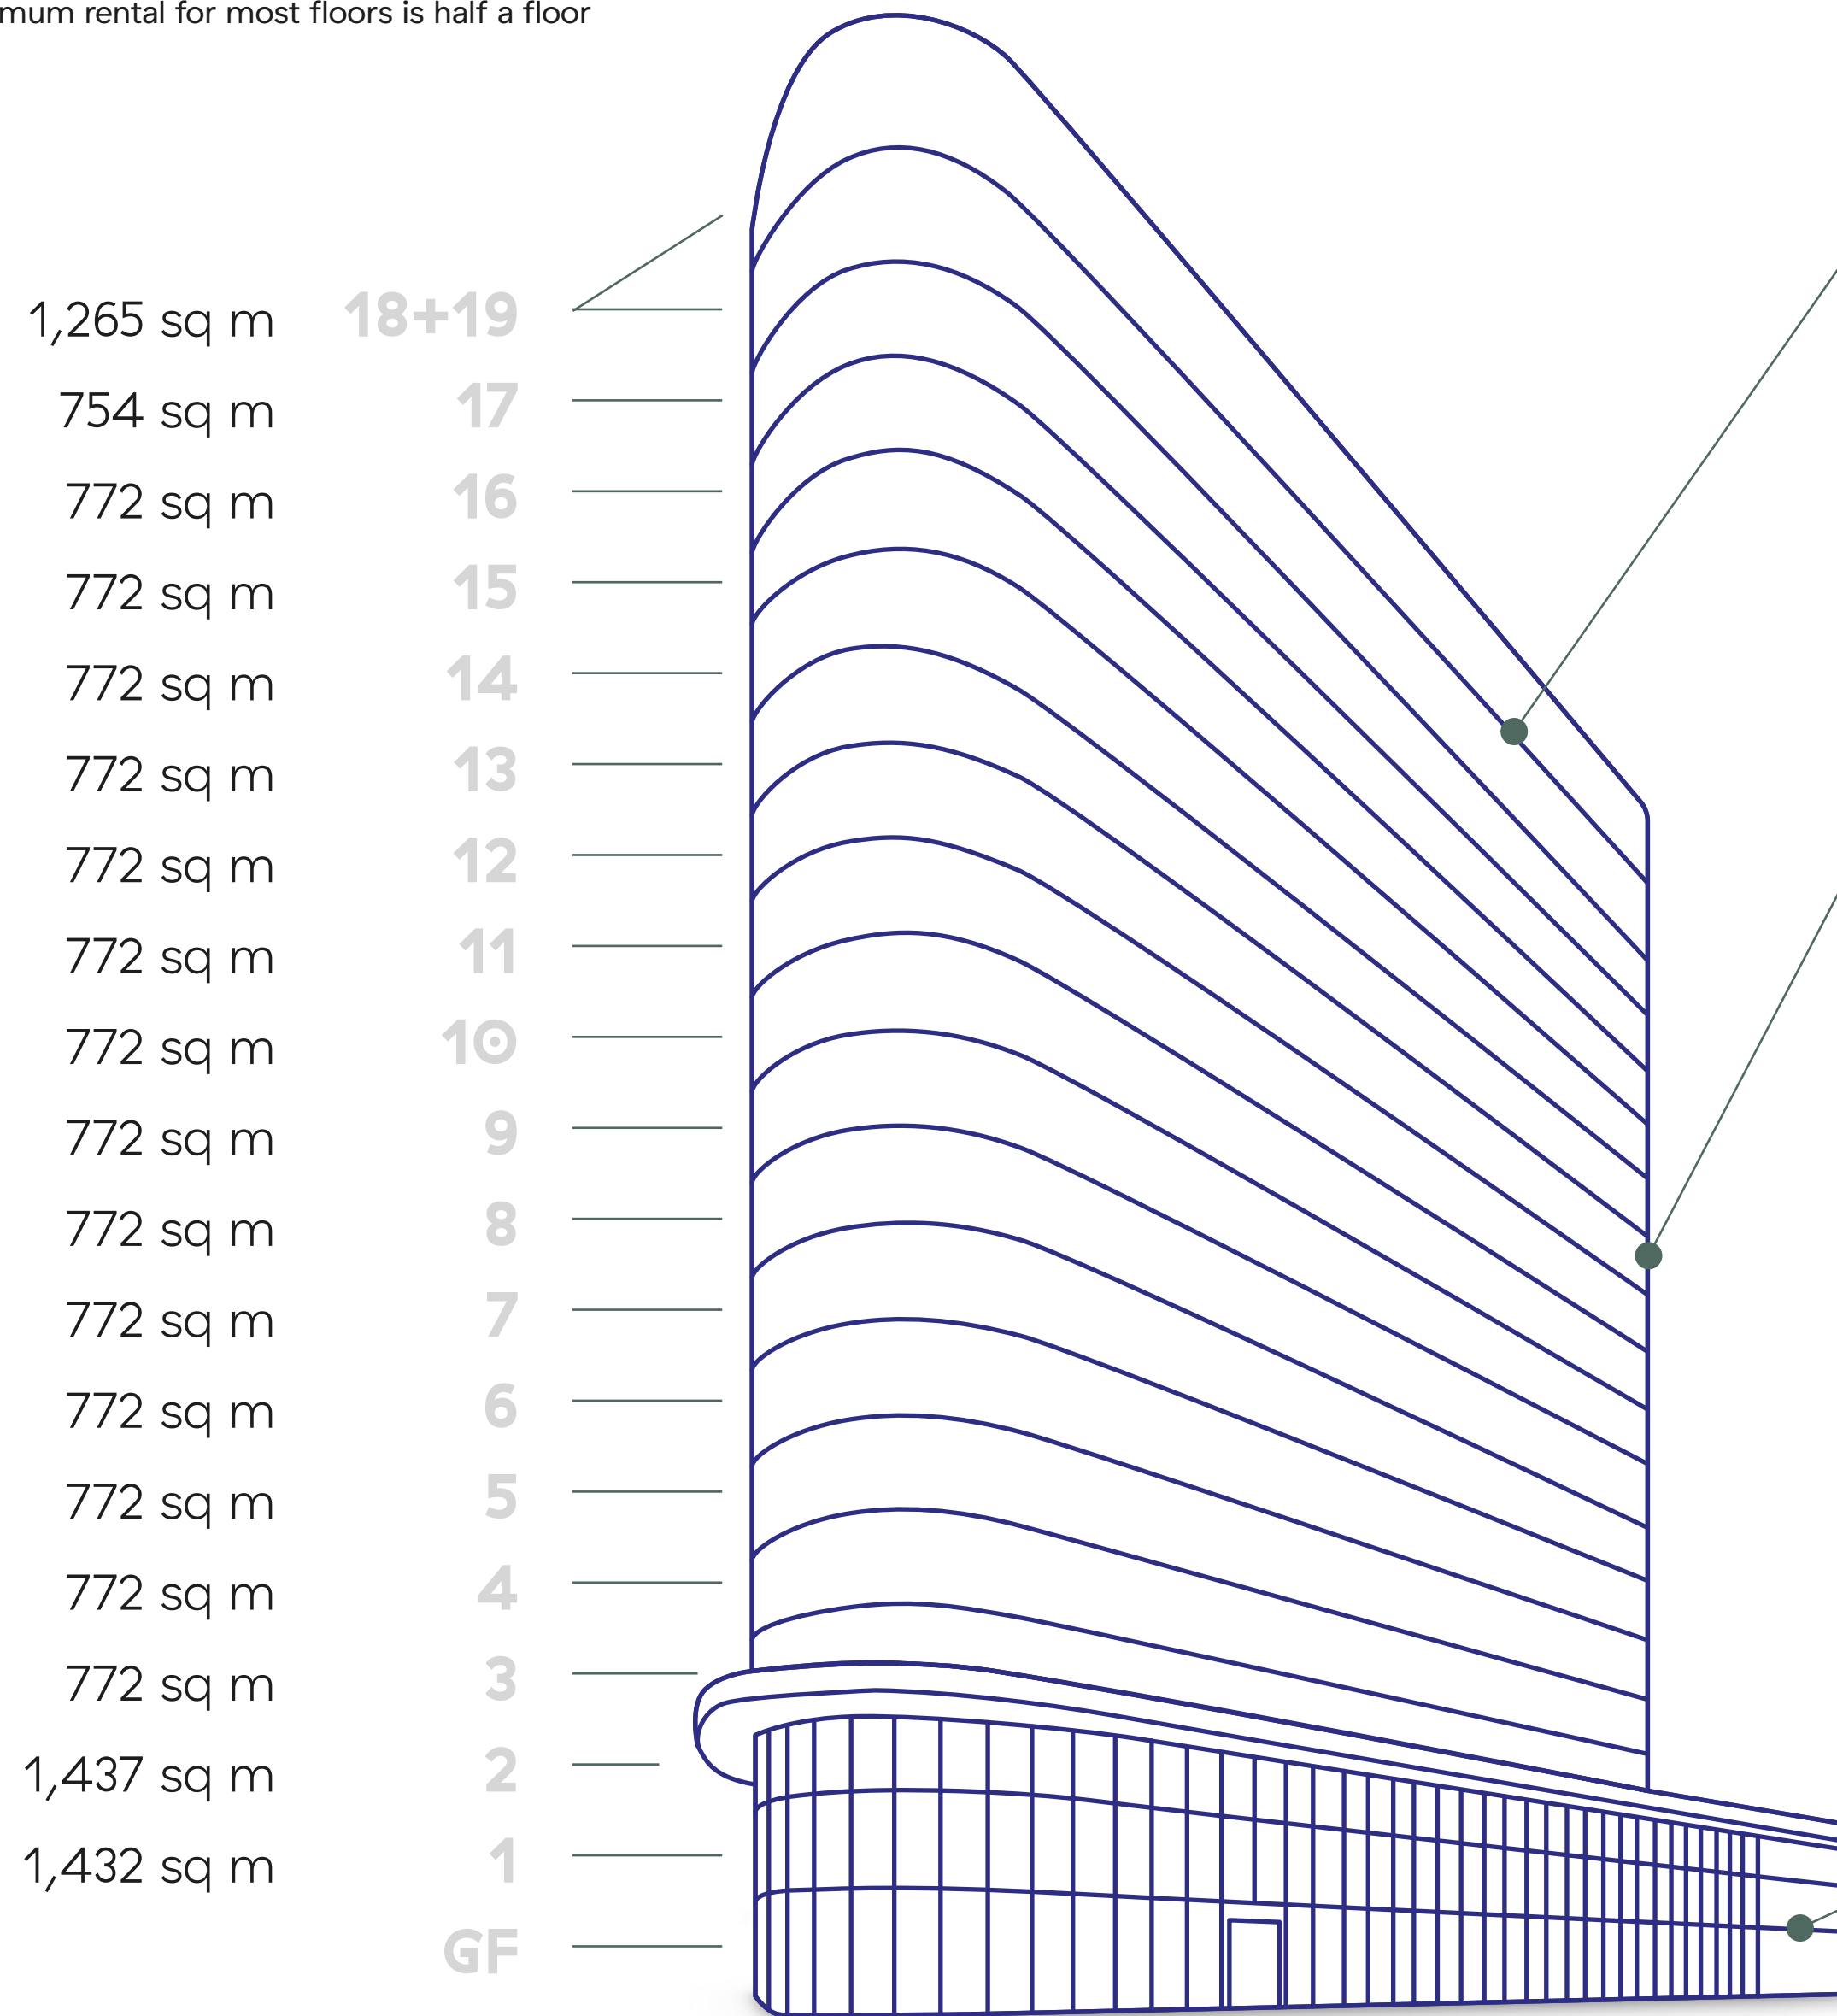 mum rental for most floors is half a floor
1,265 sq m 18+19
754 sq m 17
772 sq m 16
772 sq m 15
772 sq m 14
772 sq m 13
772 sq m 12
772 sq m 11
772 sq m 10
772 sq m 9
772 sq m 8
772 sq m 7
772 sq m 6
772 sq m 5
772 sq m 4
772 sq m 3
1,437 sq m 2
1,432 sq m 1
GF